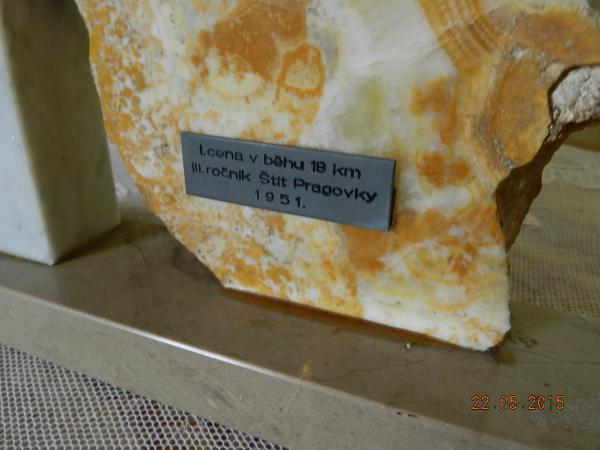 I.cena v běhu 18 km
III.ročník Štít Pragovky
1951.
22.05.2015